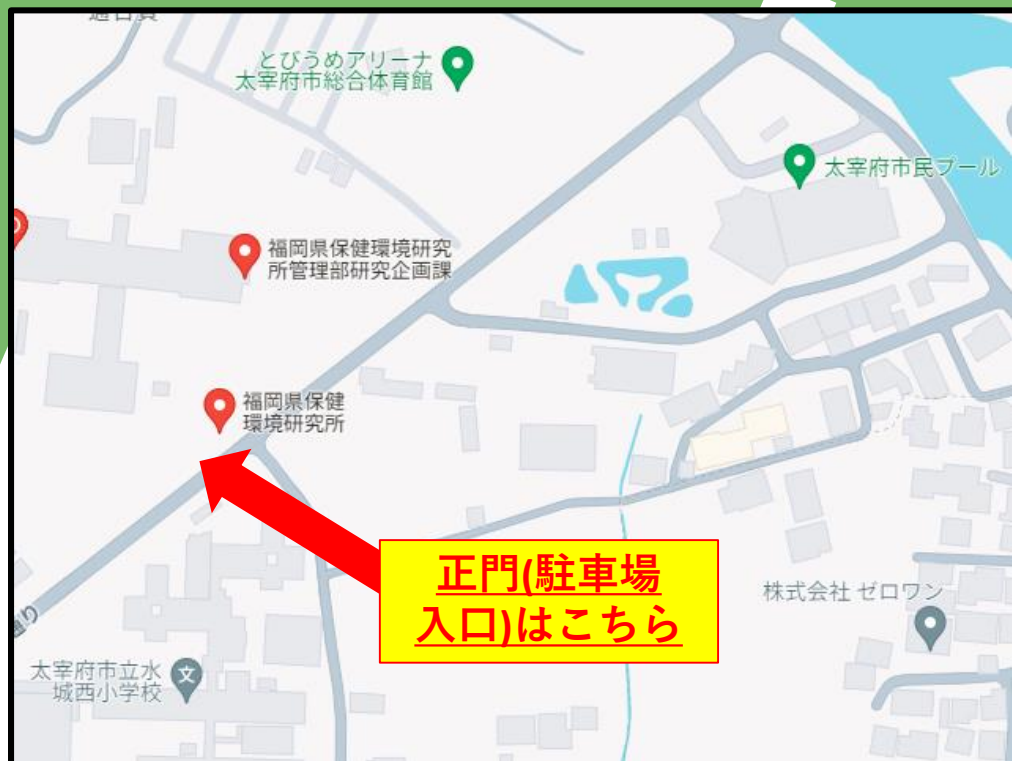 とびうめアリーナ
太宰府市総合体育館
太宰府市民プール
福岡県保健環境研究
所管理部研究企画課
福岡県保健
環境研究所
正門(駐車場
入口)はこちら
株式会社 ゼロワン
り
太宰府市立水
城西小学校
文